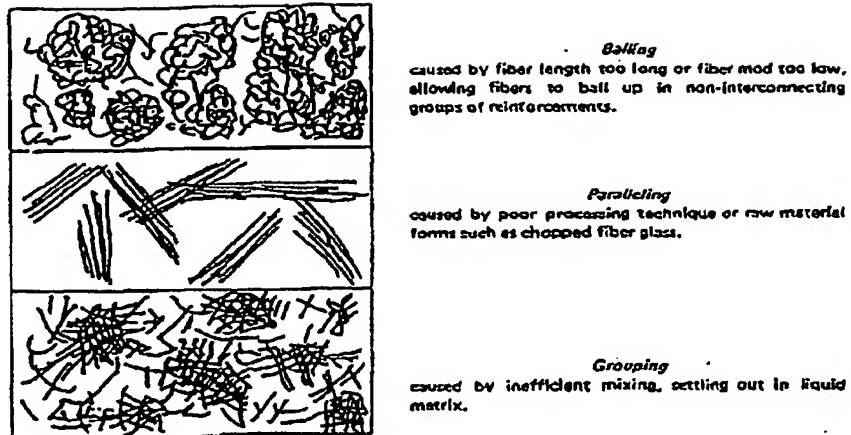 Balling
caused by fiber length too long or fiber mod too low,
allowing fibers to ball up in non-interconnecting
groups of reinforcements.
Paralleling
caused by poor processing technique or raw material
forms such as chopped fiber glass.
Grouping
caused by inefficient mixing, settling out in liquid
matrix.